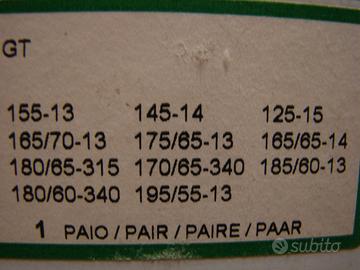 GT
155-13 145-14 125-15
165/70-13 175/65-13 165/65-14
180/65-315 170/65-340 185/60-13
180/60-340 195/55-13
1 PAIO / PAIR / PAIRE / PAAR
subito